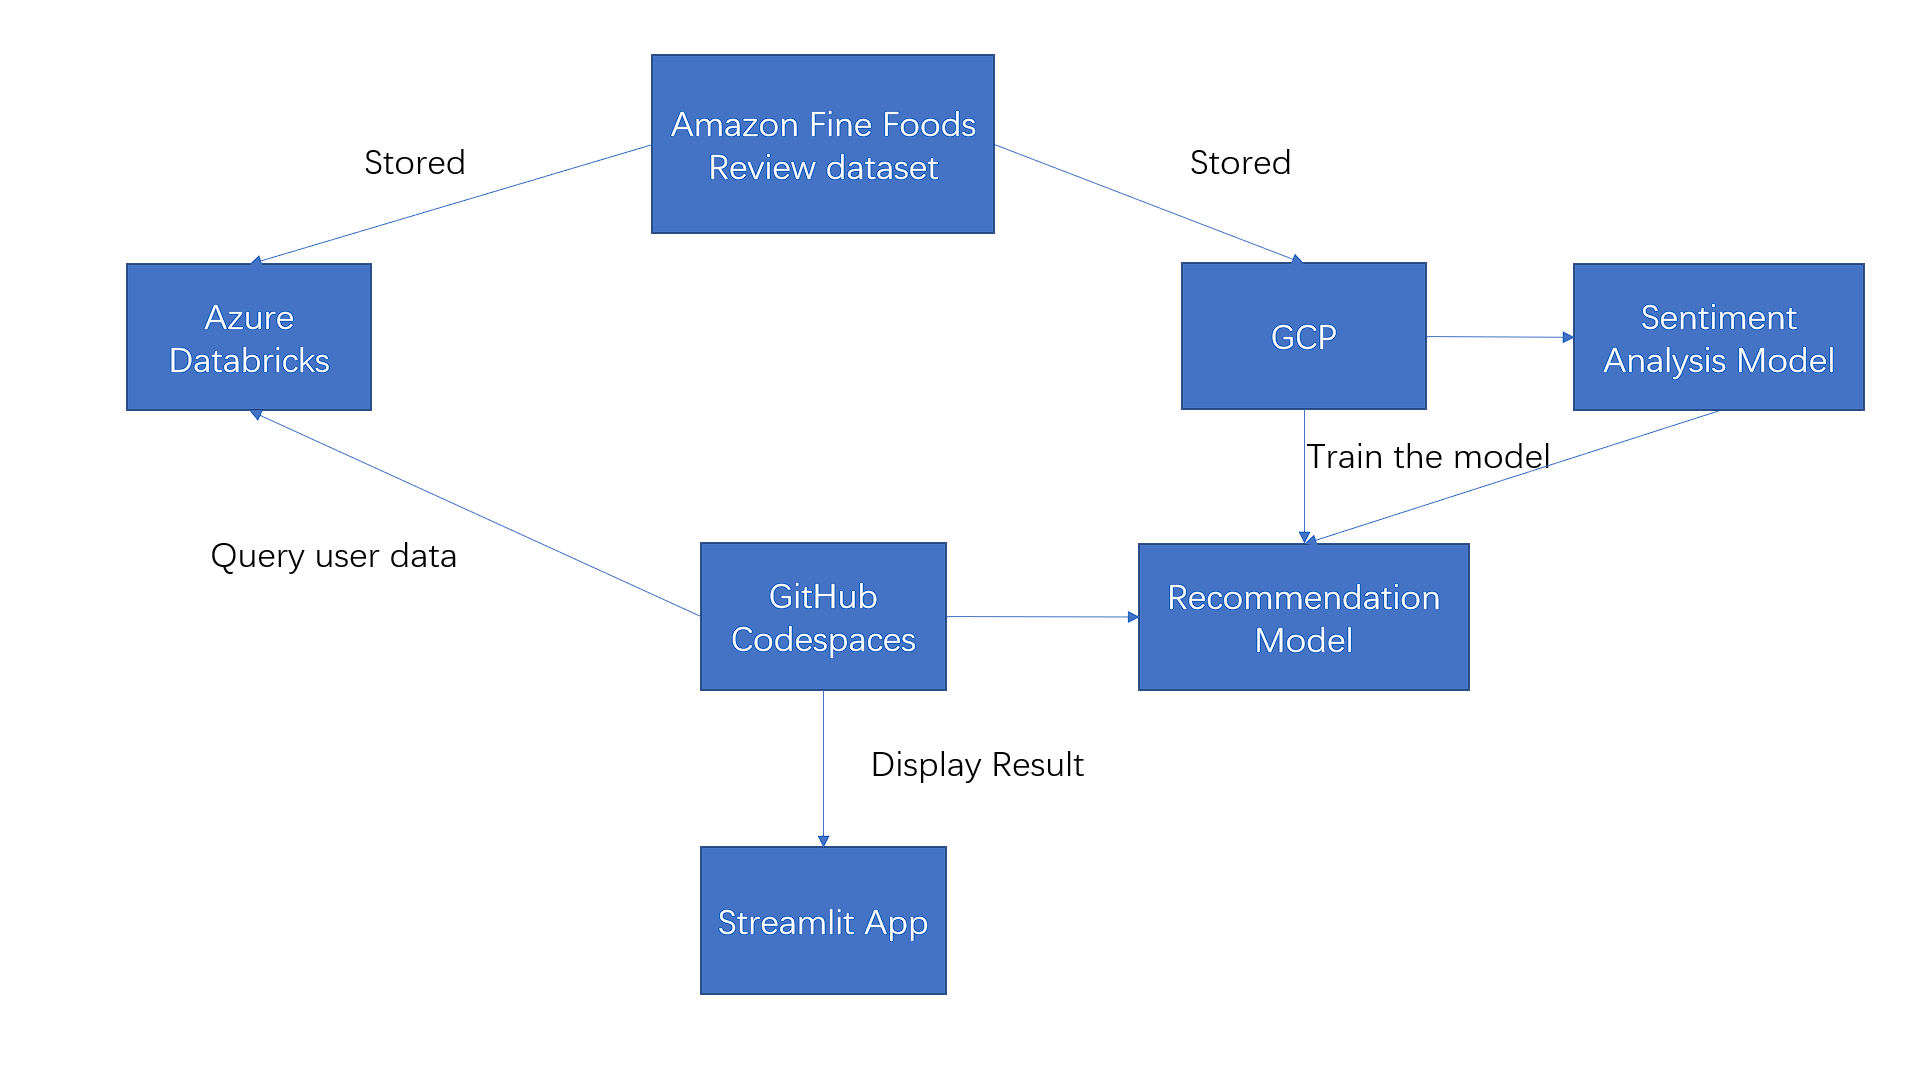 Amazon Fine Foods
Review dataset
Stored
Stored
Azure
Databricks
GCP
Sentiment
Analysis Model
Train the model
Query user data
GitHub
Codespaces
Recommendation
Model
Display Result
Streamlit App